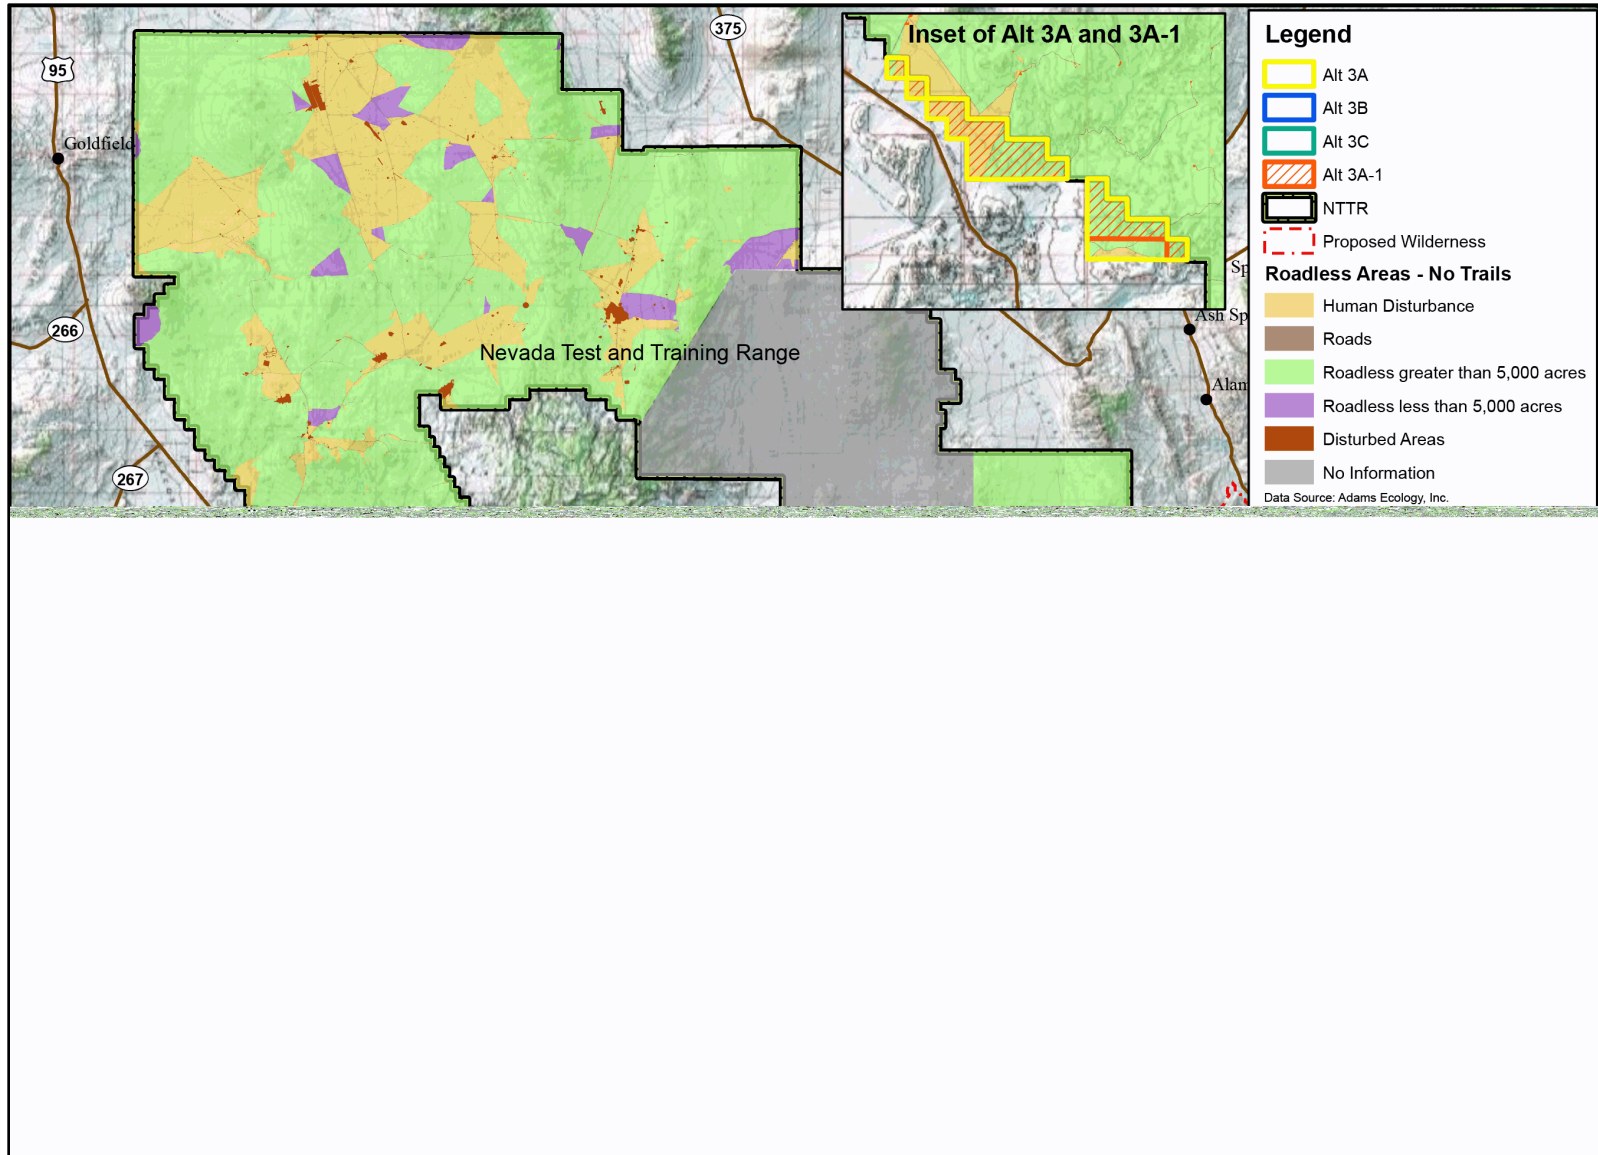 375
Inset of Alt 3A and 3A-1
Legend
95
Alt 3A
Alt 3B
Goldfield
Alt 3C
Alt 3A-1
NTTR
Proposed Wilderness
Sp
Roadless Areas - No Trails
Human Disturbance
266
Ash Sp
Roads
Nevada Test and Training Range
Roadless greater than 5,000 acres
Alam
Roadless less than 5,000 acres
Disturbed Areas
267
No Information
Data Source: Adams Ecology, Inc.